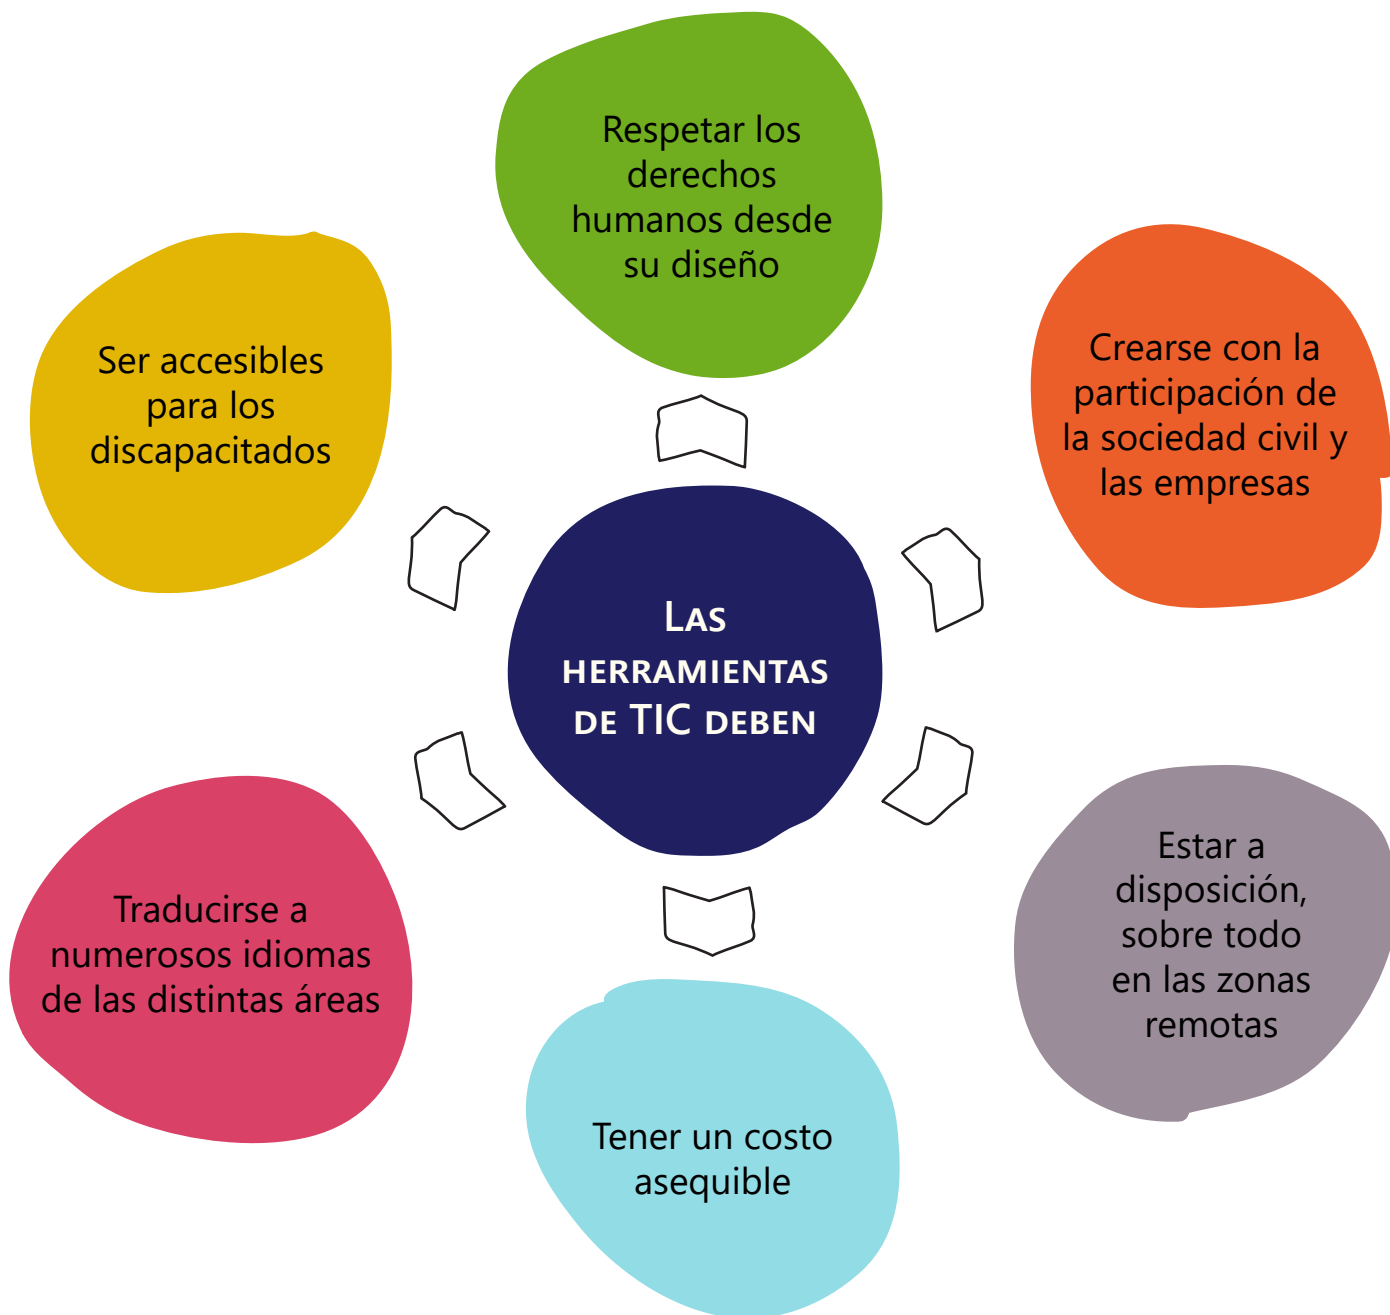 Respetar los
derechos
humanos desde
su diseño
Crearse con la
participación de
la sociedad civil y
las empresas
Estar a
disposición,
sobre todo
en las zonas
remotas
Tener un costo
asequible
Traducirse a
numerosos idiomas
de las distintas áreas
Ser accesibles
para los
discapacitados
Las
herramientas
de TIC deben